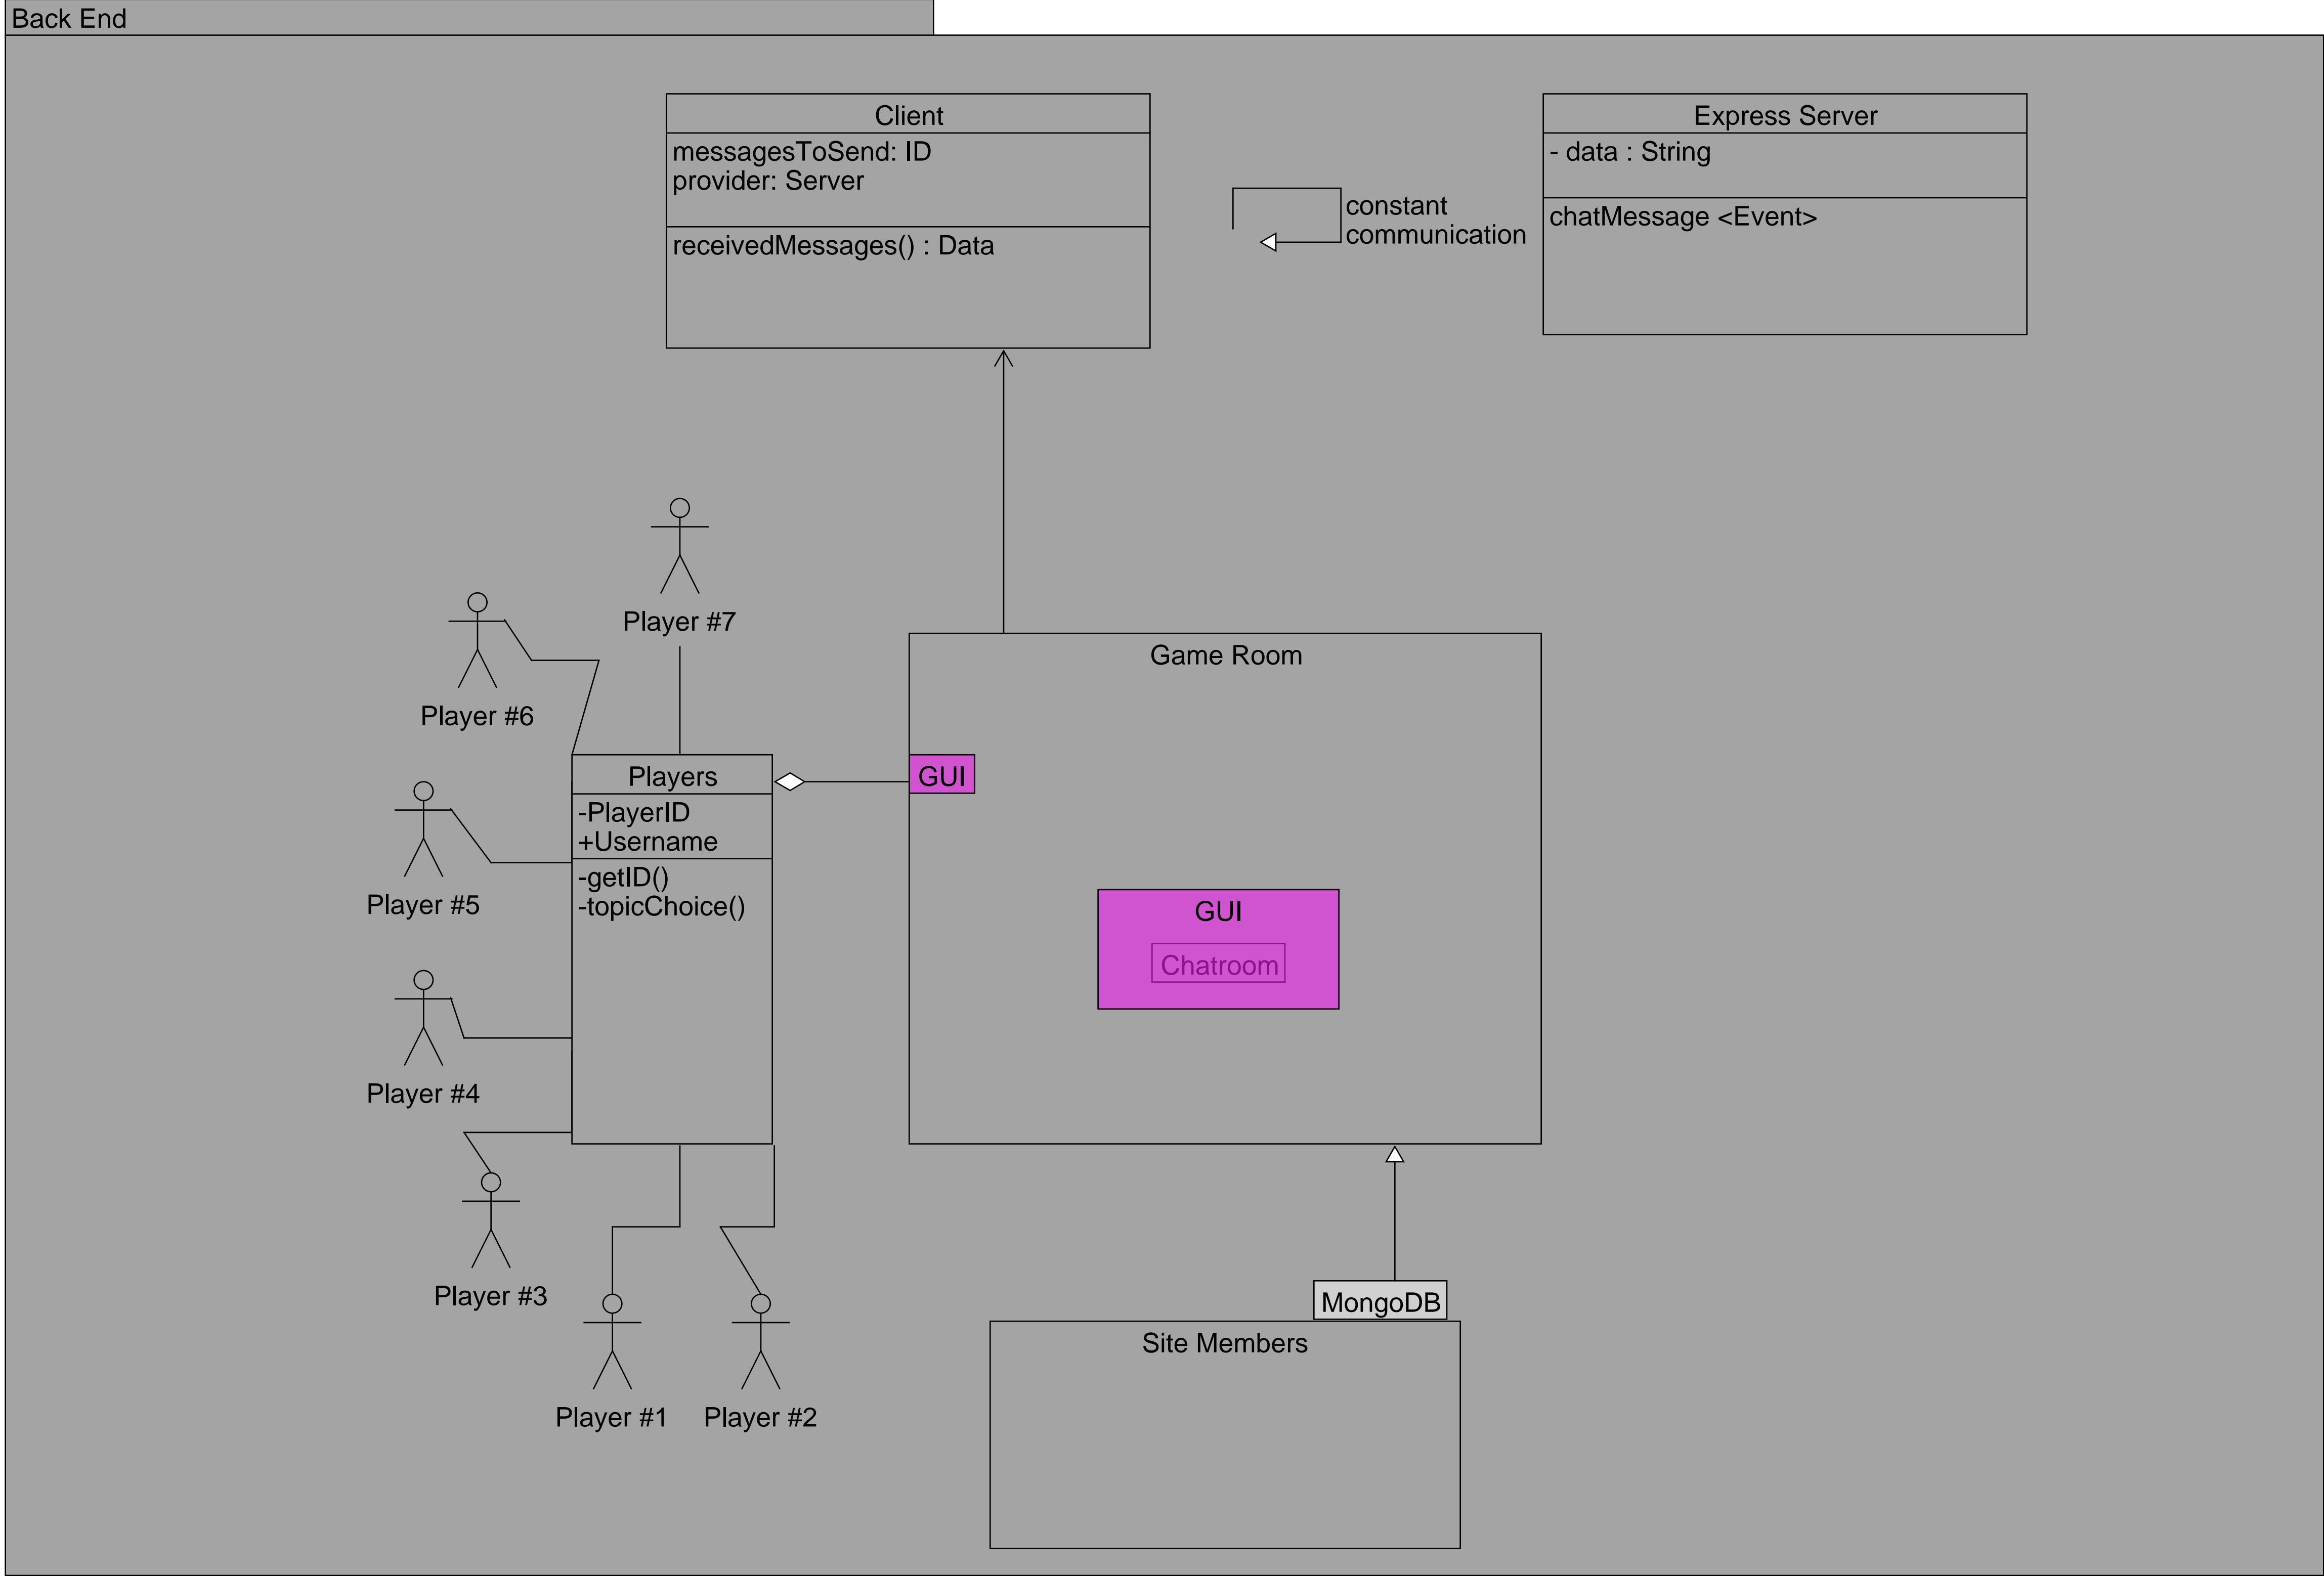 Back End
Client
messagesToSend: ID
provider: Server
receivedMessages() : Data
constant
communication
Express Server
- data : String
chatMessage <Event>
Player #7
Player #6
Player #5
Player #4
Player #3
Player #1
Player #2
Players
-PlayerID
+Username
-getID()
-topicChoice()
Game Room
GUI
GUI
Chatroom
MongoDB
Site Members